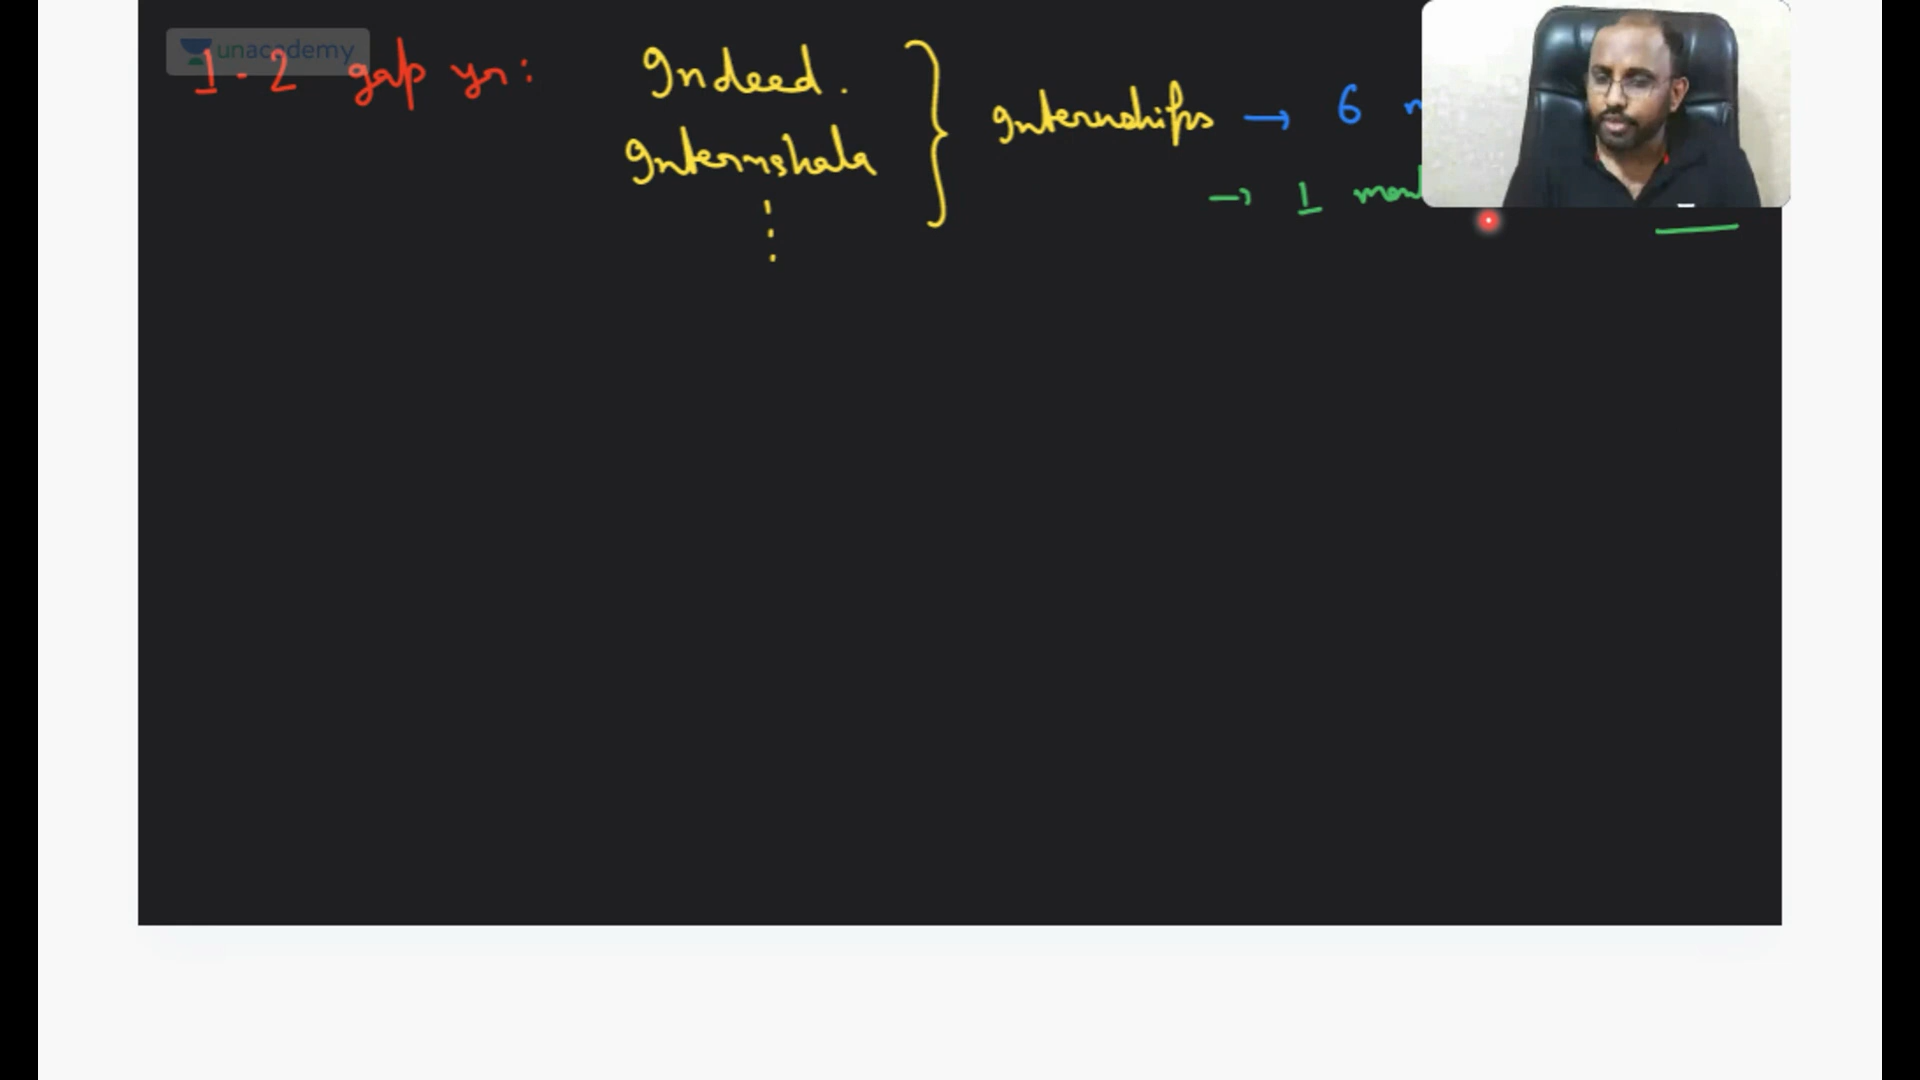 unacademy
1 - 2 gap yr:
Indeed.
Internshala
Internships → 6
→ 1